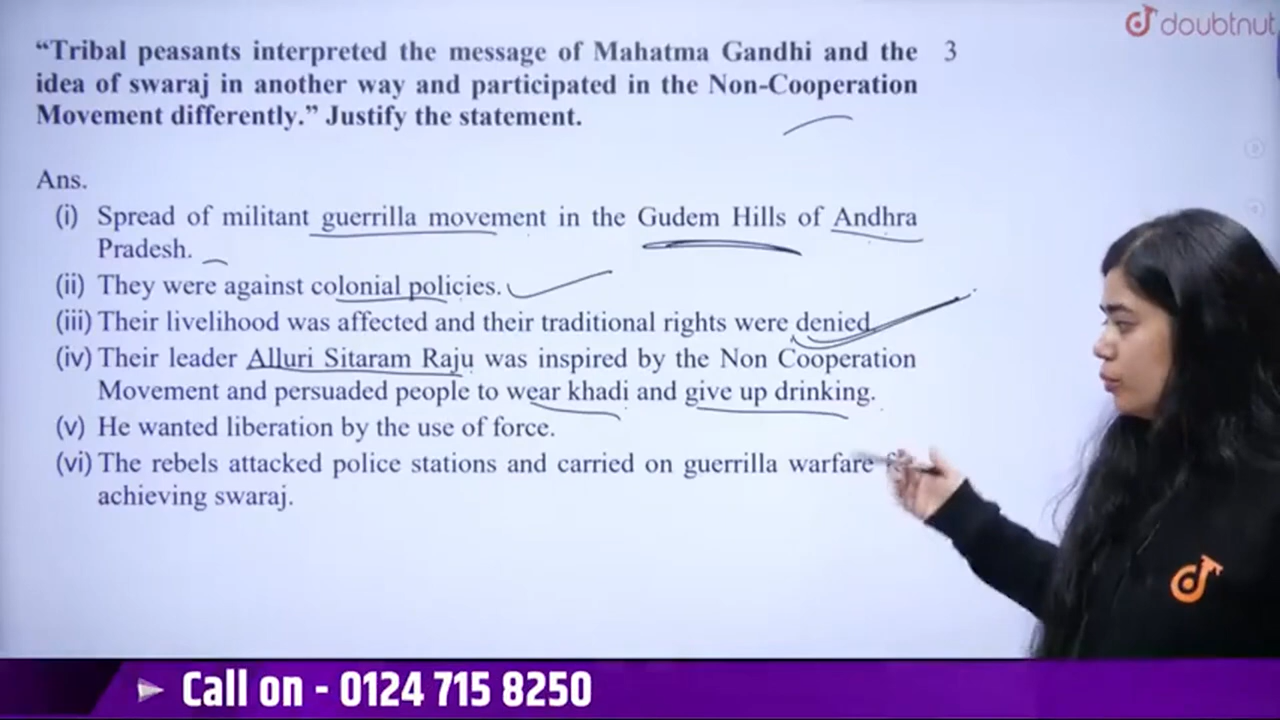 doubtnut
“Tribal peasants interpreted the message of Mahatma Gandhi and the 3
idea of swaraj in another way and participated in the Non-Cooperation
Movement differently.” Justify the statement.
Ans.
(i) Spread of militant guerrilla movement in the Gudem Hills of Andhra
Pradesh.
(ii) They were against colonial policies.
(iii) Their livelihood was affected and their traditional rights were denied
(iv) Their leader Alluri Sitaram Raju was inspired by the Non Cooperation
Movement and persuaded people to wear khadi and give up drinking.
(v) He wanted liberation by the use of force.
(vi) The rebels attacked police stations and carried on guerrilla warfare
achieving swaraj.
Call on - 0124 715 8250